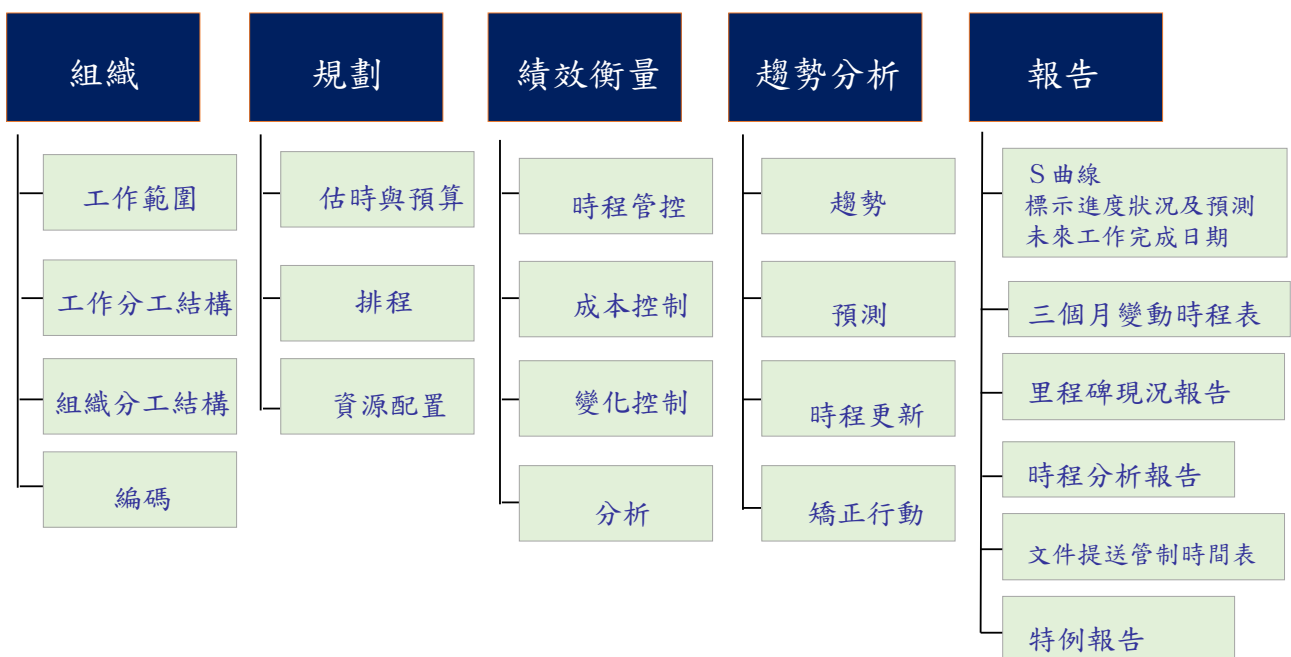 組織
工作範圍
工作分工結構
組織分工結構
編碼
規劃
估時與預算
排程
資源配置
績效衡量
時程管控
成本控制
變化控制
分析
趨勢分析
趨勢
預測
時程更新
矯正行動
報告
S曲線
標示進度狀況及預測
未來工作完成日期
三個月變動時程表
里程碑現況報告
時程分析報告
文件提送管制時間表
特例報告